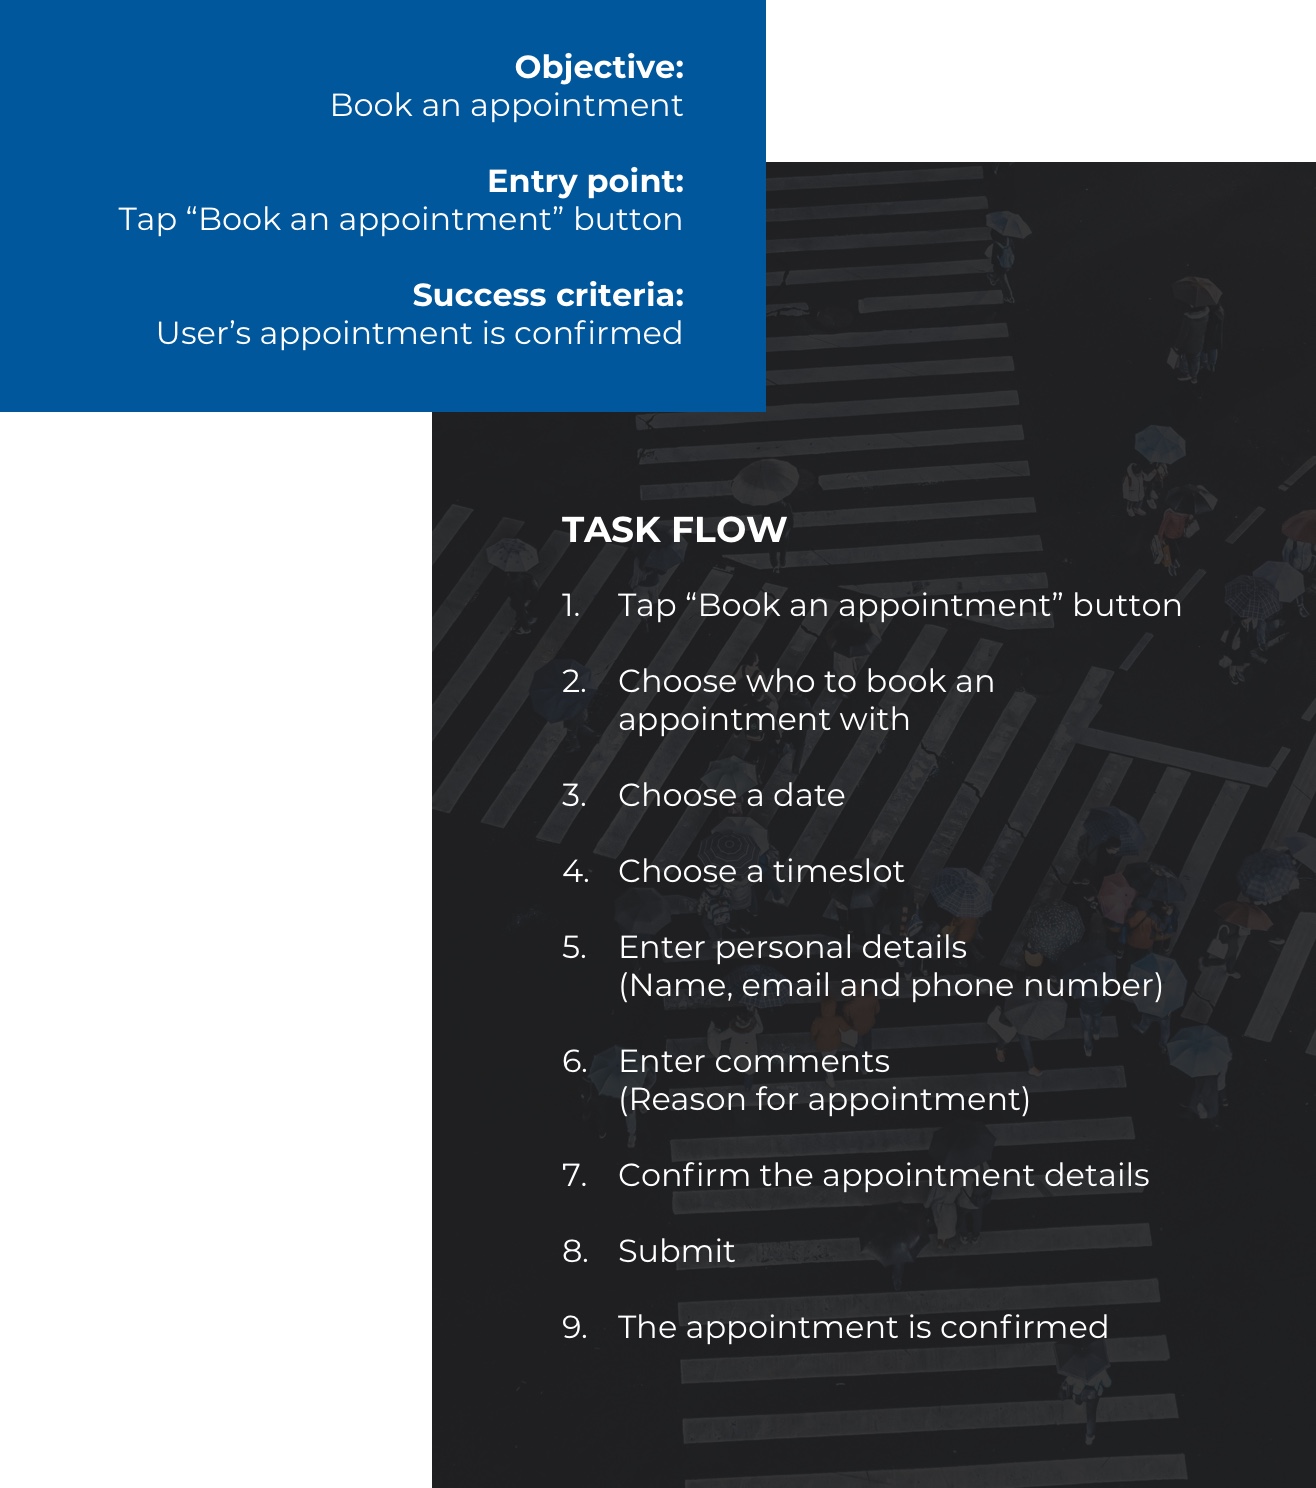 Objective:
Book an appointment
Entry point:
Tap “Book an appointment” button
Success criteria:
User’s appointment is confirmed
TASK FLOW
1. Tap “Book an appointment” button
2. Choose who to book an
appointment with
3. Choose a date
4. Choose a timeslot
5. Enter personal details
(Name, email and phone number)
6. Enter comments
(Reason for appointment)
7. Confirm the appointment details
8. Submit
9. The appointment is confirmed